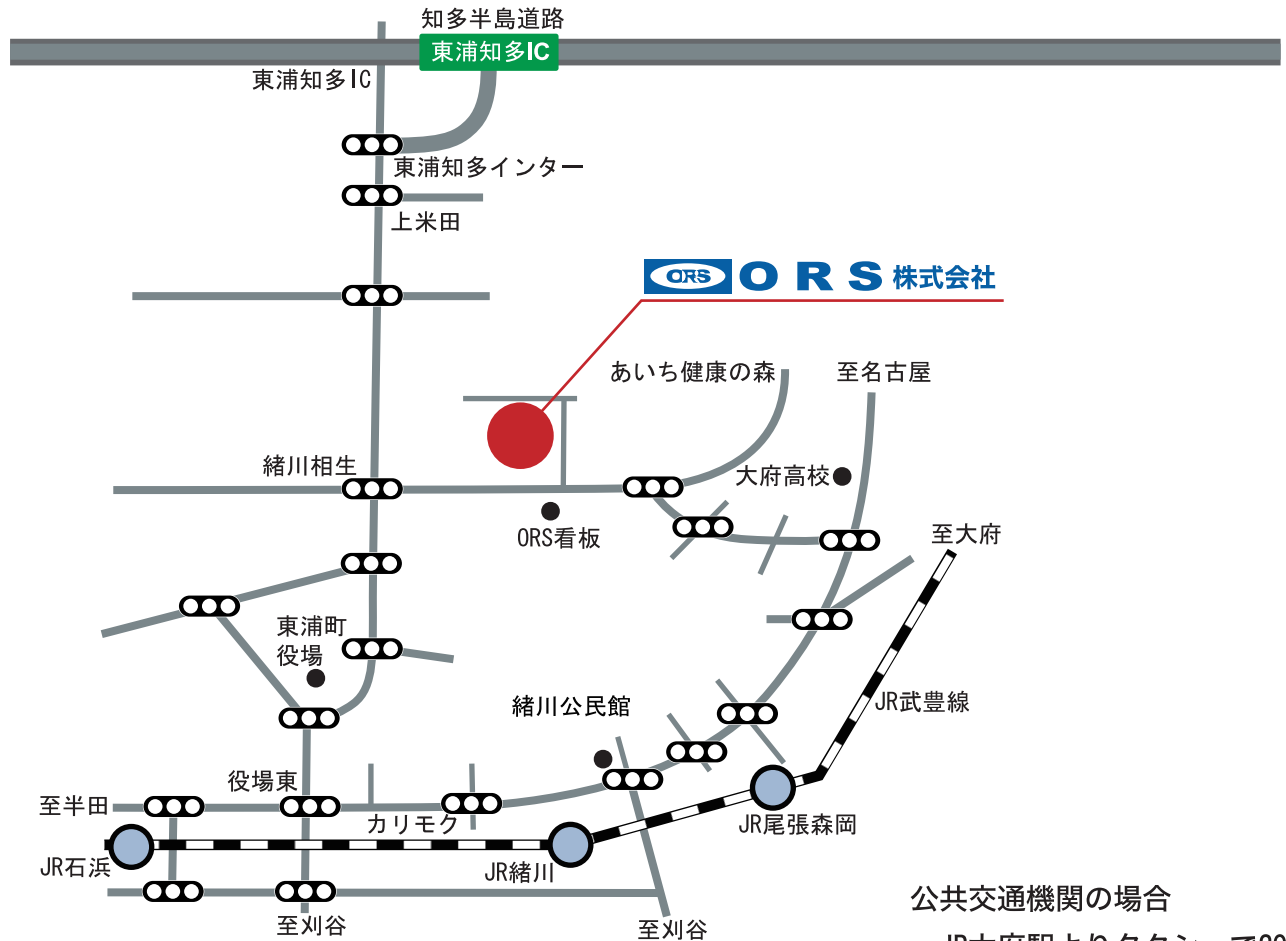 知多半島道路
東浦知多IC
東浦知多IC
東浦知多インター
上米田
ORS
ORS株式会社
あいち健康の森
至名古屋
緒川相生
大府高校
ORS看板
至大府
東浦町
役場
JR武豊線
緒川公民館
役場東
至半田
カリモク
JR尾張森岡
JR石浜
JR緒川
至刈谷
至刈谷
公共交通機関の場合